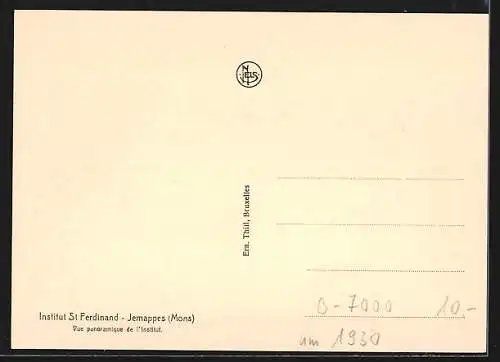 NELS
Ern. Thill, Bruxelles
Institut St Ferdinand - Jemappes (Mons)
Vue panoramique de l'Institut.
B-7000 10,-
um 1930